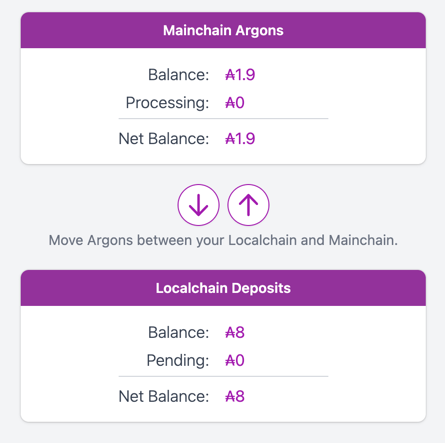 Mainchain Argons
Balance: ₳1.9
Processing: ₳0
Net Balance: ₳1.9
Move Argons between your Localchain and Mainchain.
Localchain Deposits
Balance: ₳8
Pending: ₳0
Net Balance: ₳8